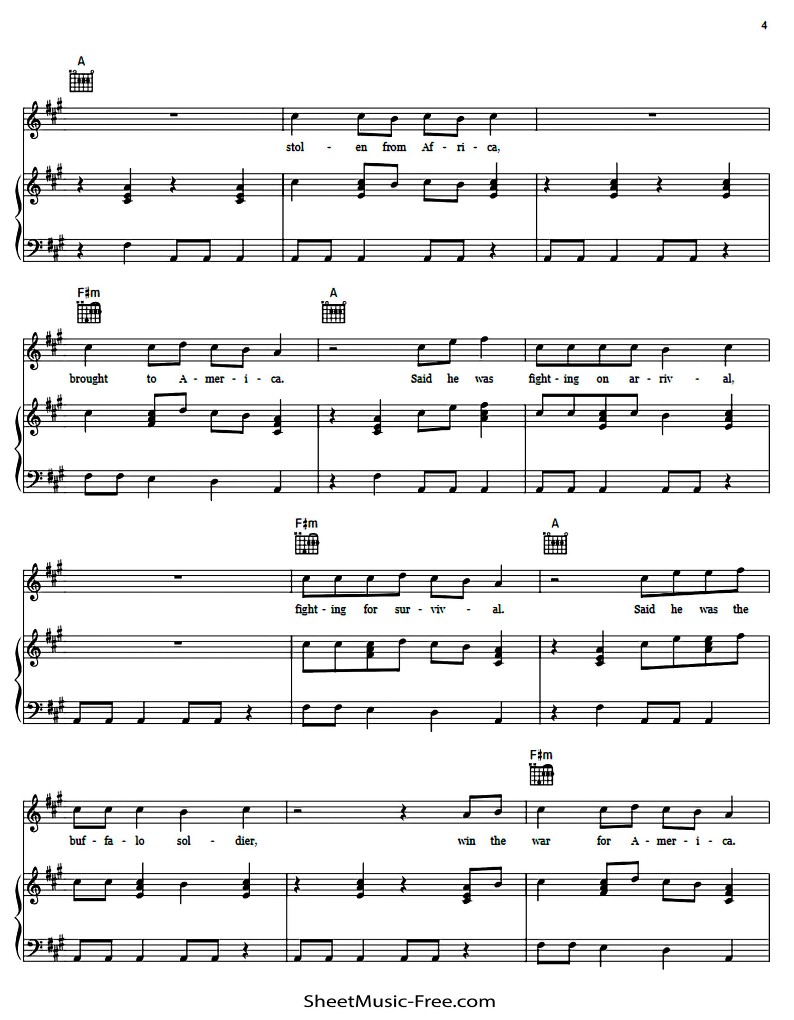 4
A
stol - en from Af - ri - ca,
F♯m A
brought to A - mer - i - ca. Said he was fight - ing on ar - riv - al,
F♯m A
fight - ing for sur - viv - al. Said he was the
F♯m
buf - fa - lo sol - dier, win the war for A - mer - i - ca.
SheetMusic-Free.com